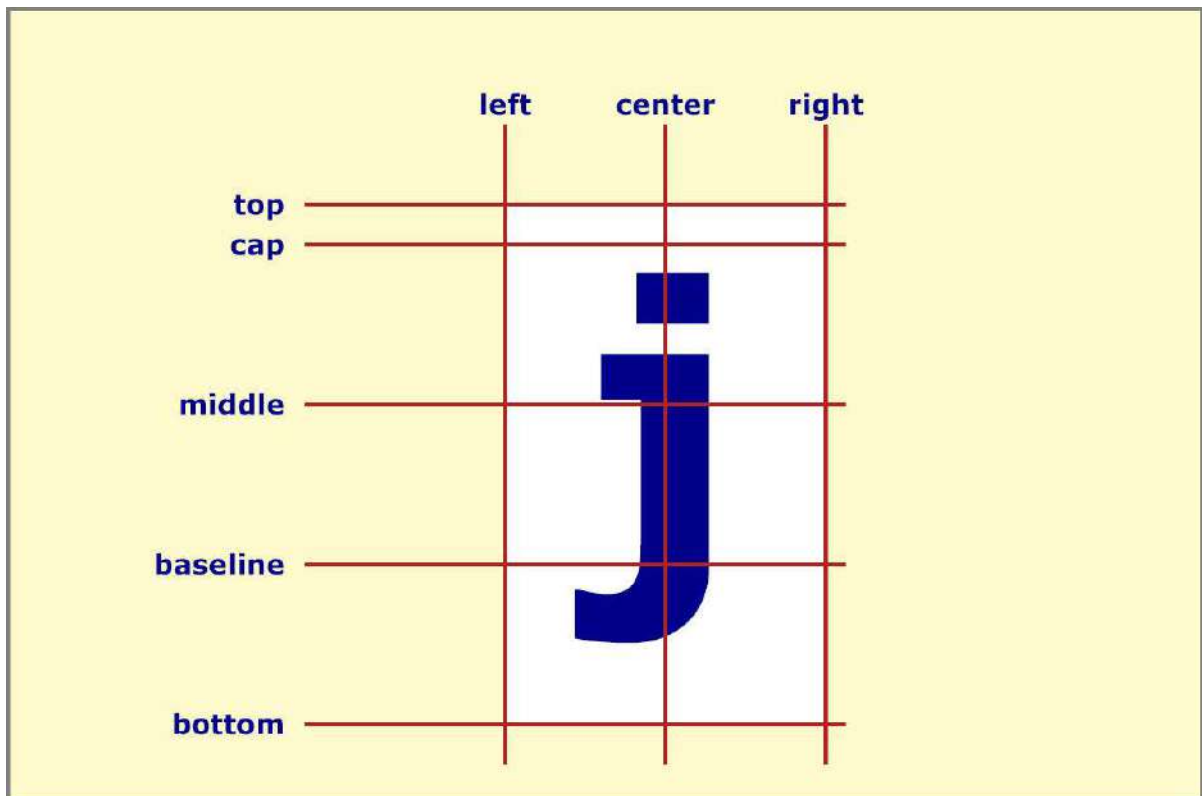 left center right
top
cap
j
middle
baseline
bottom